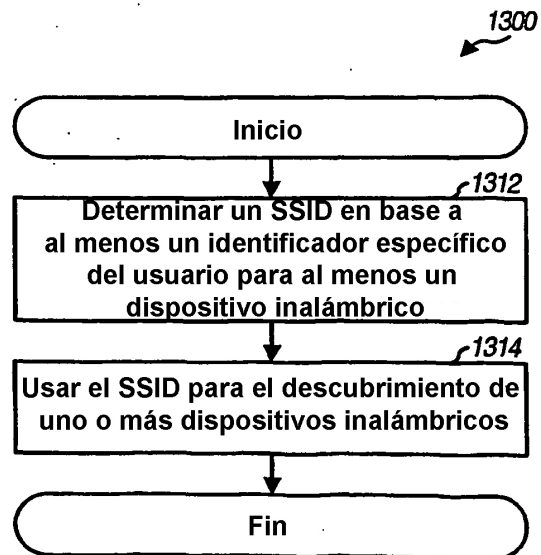 1300
Inicio
1312
Determinar un SSID en base a
al menos un identificador específico
del usuario para al menos un
dispositivo inalámbrico
1314
Usar el SSID para el descubrimiento de
uno o más dispositivos inalámbricos
Fin